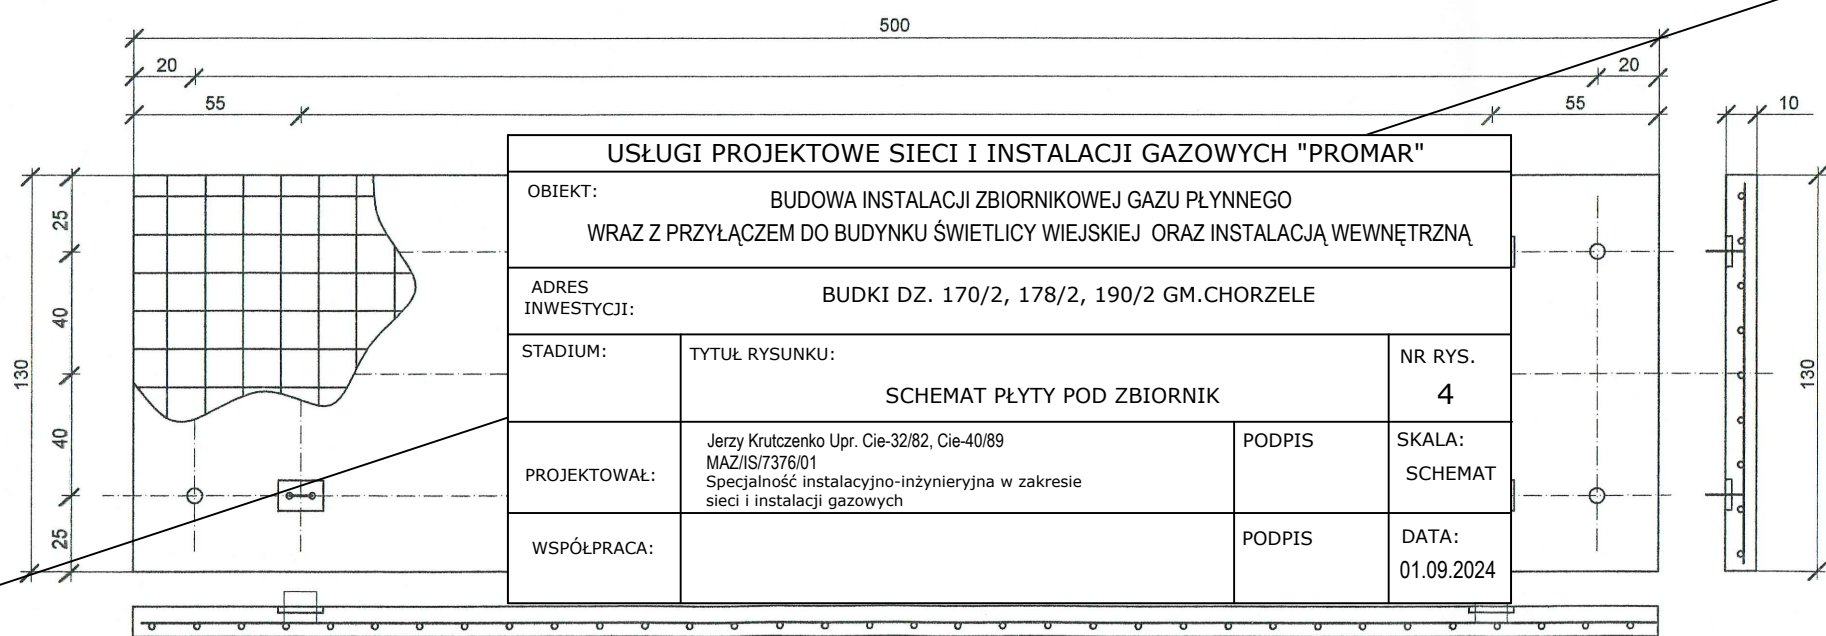 500
20
20
55
55
10
USŁUGI PROJEKTOWE SIECI I INSTALACJI GAZOWYCH "PROMAR"
OBIEKT:
BUDOWA INSTALACJI ZBIORNIKOWEJ GAZU PŁYNNEGO
WRAZ Z PRZYŁĄCZEM DO BUDYNKU ŚWIETLICY WIEJSKIEJ ORAZ INSTALACJĄ WEWNĘTRZNĄ
ADRES
INWESTYCJI:
BUDKI DZ. 170/2, 178/2, 190/2 GM.CHORZELE
STADIUM:
TYTUŁ RYSUNKU:
SCHEMAT PŁYTY POD ZBIORNIK
NR RYS.
4
PROJEKTOWAŁ:
Jerzy Krutczenko Upr. Cie-32/82, Cie-40/89
MAZ/IS/7376/01
Specjalność instalacyjno-inżynieryjna w zakresie
sieci i instalacji gazowych
PODPIS
SKALA:
SCHEMAT
WSPÓŁPRACA:
PODPIS
DATA:
01.09.2024
130
25
40
40
25
130